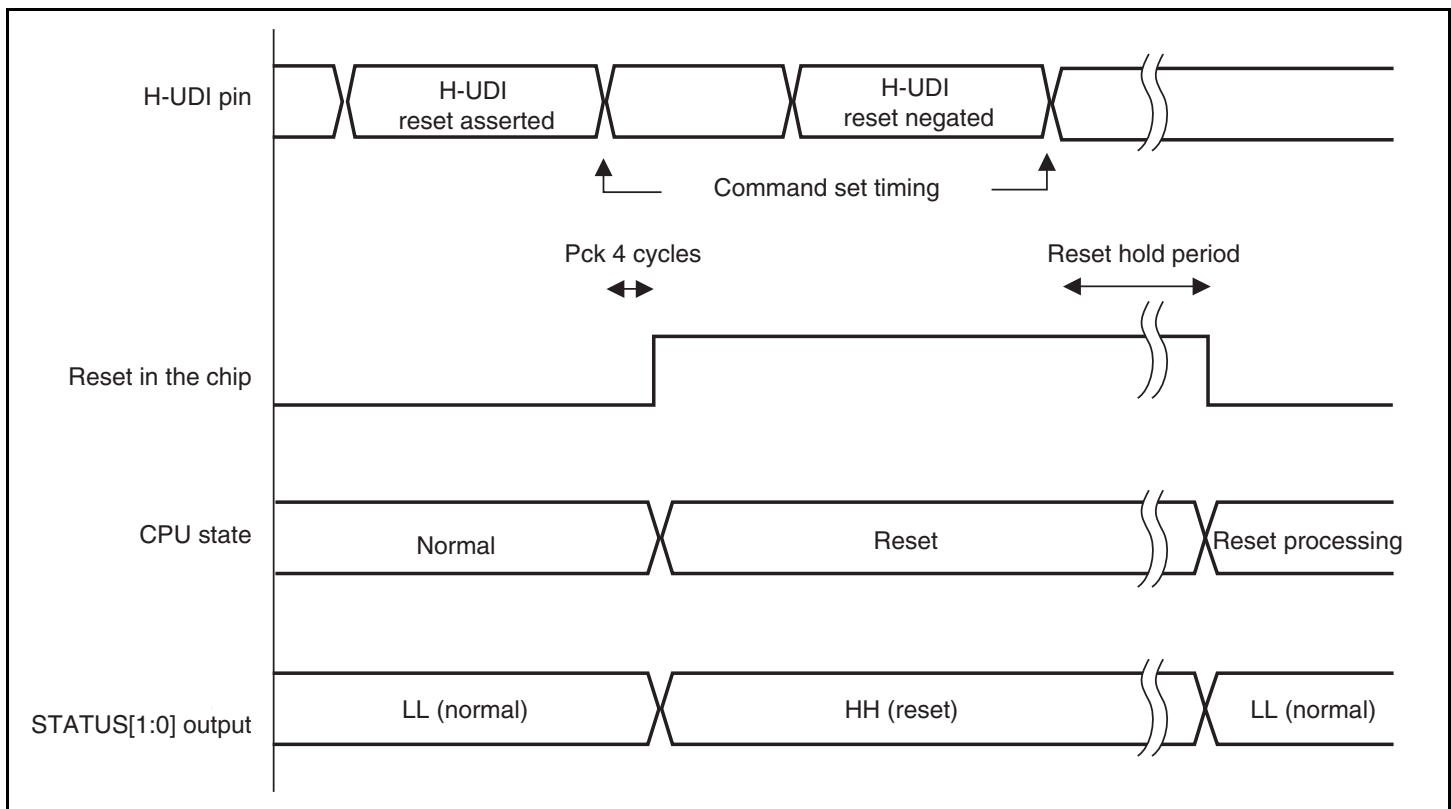 H-UDI pin
H-UDI
reset asserted
H-UDI
reset negated
Command set timing
Pck 4 cycles
Reset hold period
Reset in the chip
CPU state
Normal
Reset
Reset processing
STATUS[1:0] output
LL (normal)
HH (reset)
LL (normal)